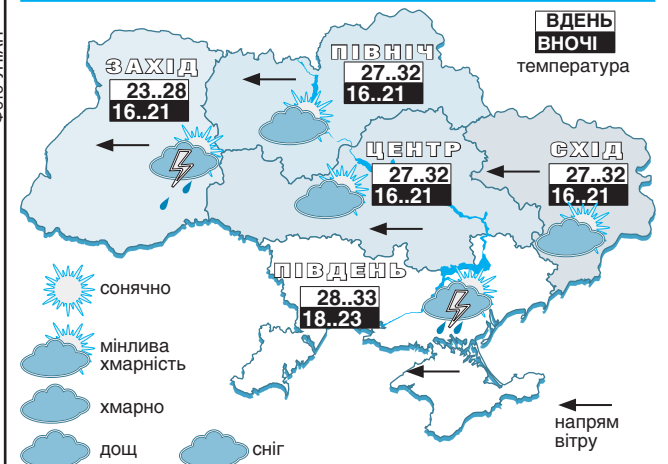 ВДЕНЬ
ВНОЧІ
температура
ПІВНІЧ
27..32
16..21
ЗАХІД
23..28
16..21
ЦЕНТР
27..32
16..21
СХІД
27..32
16..21
ПІВДЕНЬ
28..33
18..23
сонячно
мінлива
хмарність
хмарно
дощ
сніг
напрям
вітру